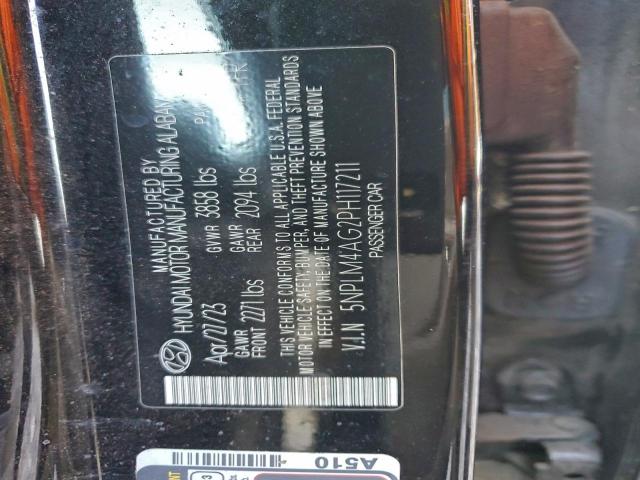 MANUFACTURED BY
HYUNDAI MOTOR MANUFACTURING ALABAMA
Apr/27/23 GVWR 3858 lbs
GAWR FRONT 2271 lbs GAWR REAR 2094 lbs
THIS VEHICLE CONFORMS TO ALL APPLICABLE U.S.A. FEDERAL
MOTOR VEHICLE SAFETY, BUMPER, AND THEFT PREVENTION STANDARDS
IN EFFECT ON THE DATE OF MANUFACTURE SHOWN ABOVE
V.I.N 5NPLM4AG2PH117211
PASSENGER CAR
A510